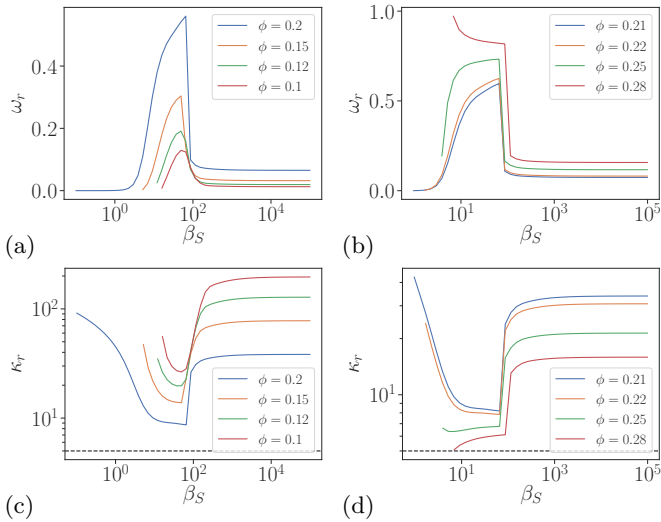 0.4
0.2
0.0
ω_r
ϕ = 0.2
ϕ = 0.15
ϕ = 0.12
ϕ = 0.1
10^0
10^2
10^4
β_S
(a)
1.0
0.5
0.0
ω_r
ϕ = 0.21
ϕ = 0.22
ϕ = 0.25
ϕ = 0.28
10^1
10^3
10^5
β_S
(b)
10^2
10^1
κ_r
ϕ = 0.2
ϕ = 0.15
ϕ = 0.12
ϕ = 0.1
10^0
10^2
10^4
β_S
(c)
10^1
κ_r
ϕ = 0.21
ϕ = 0.22
ϕ = 0.25
ϕ = 0.28
10^1
10^3
10^5
β_S
(d)